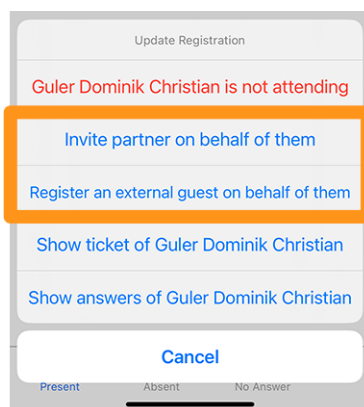 Update Registration
Guler Dominik Christian is not attending
Invite partner on behalf of them
Register an external guest on behalf of them
Show ticket of Guler Dominik Christian
Show answers of Guler Dominik Christian
Cancel
Present Absent No Answer